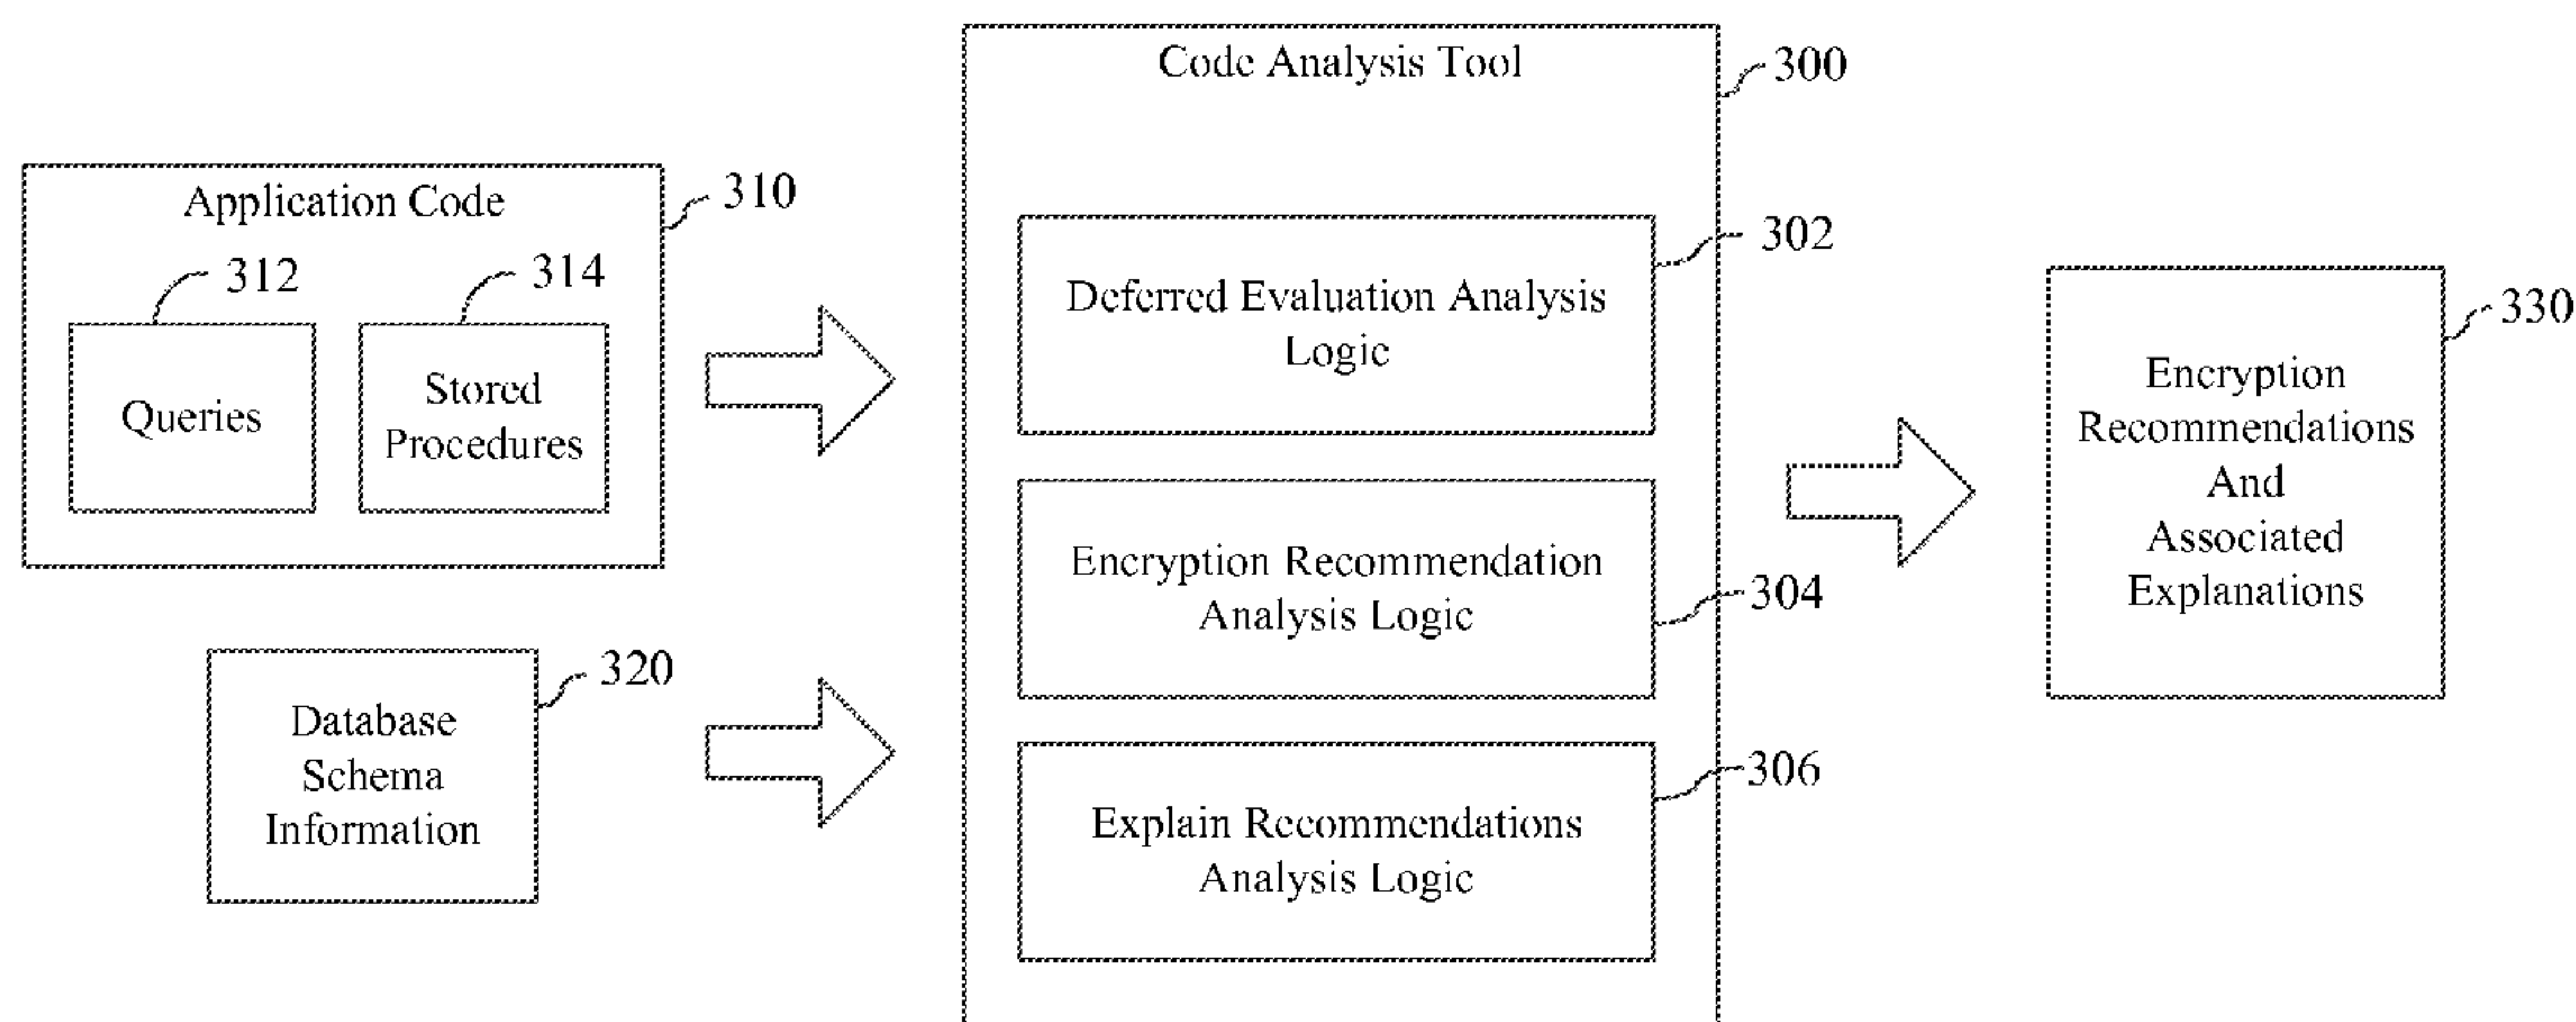 Code Analysis Tool
300
Application Code
310
312
314
Queries
Stored
Procedures
302
Deferred Evaluation Analysis
Logic
330
Encryption
Recommendations
And
Associated
Explanations
Encryption Recommendation
Analysis Logic
304
320
Database
Schema
Information
306
Explain Recommendations
Analysis Logic